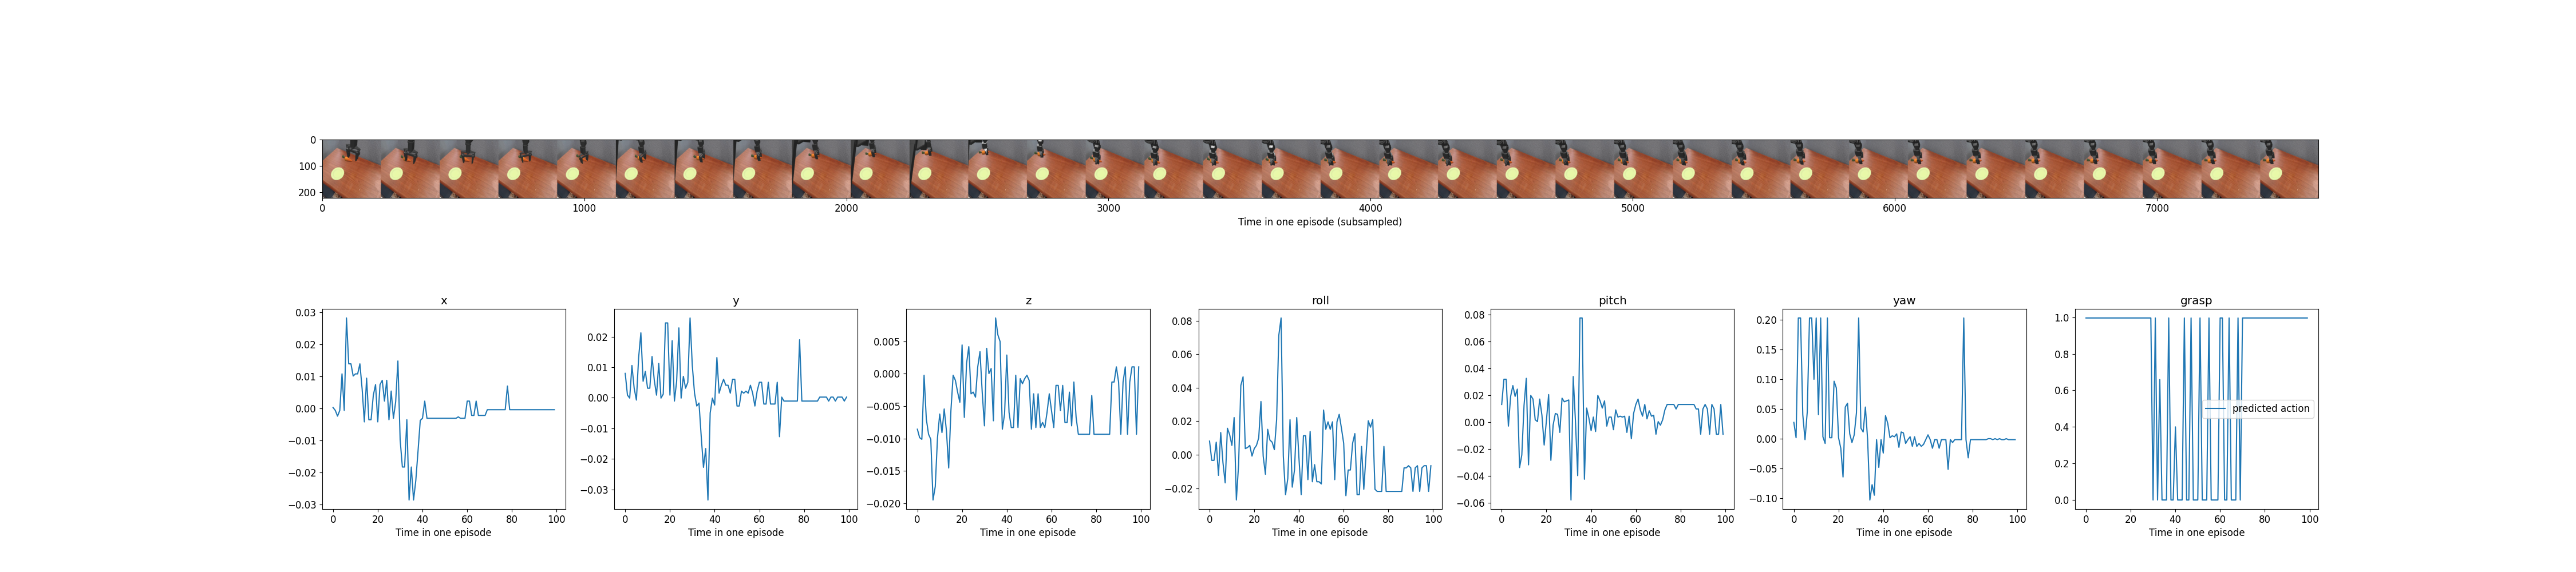 0
100
200
0 1000 2000 3000 4000 5000 6000 7000
Time in one episode (subsampled)
x y z roll pitch yaw grasp
0.03
0.02
0.01
0.00
−0.01
−0.02
−0.03
0 20 40 60 80 100
Time in one episode
0.02
0.01
0.00
−0.01
−0.02
−0.03
0 20 40 60 80 100
Time in one episode
0.005
0.000
−0.005
−0.010
−0.015
−0.020
0 20 40 60 80 100
Time in one episode
0.08
0.06
0.04
0.02
0.00
−0.02
0 20 40 60 80 100
Time in one episode
0.08
0.06
0.04
0.02
0.00
−0.02
−0.04
−0.06
0 20 40 60 80 100
Time in one episode
0.20
0.15
0.10
0.05
0.00
−0.05
−0.10
0 20 40 60 80 100
Time in one episode
1.0
0.8
0.6
0.4
0.2
0.0
predicted action
0 20 40 60 80 100
Time in one episode